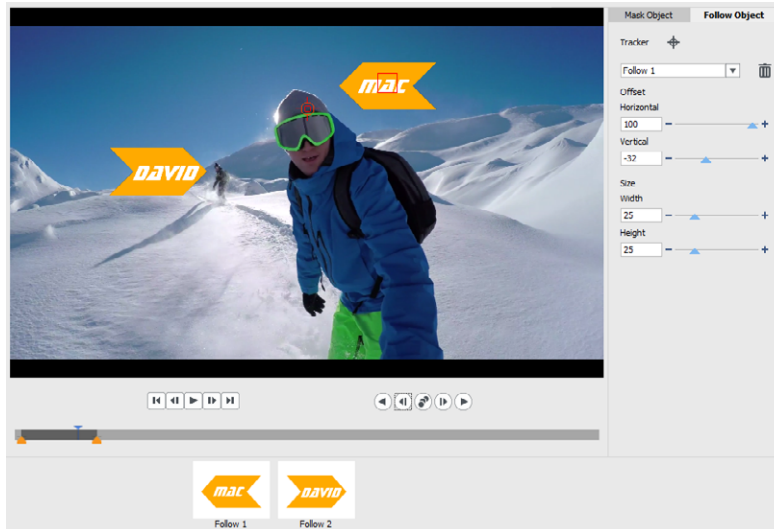 Mask Object
Follow Object
Tracker
Follow 1
Offset
Horizontal
100
Vertical
-32
Size
Width
25
Height
25
mac
DAVID
mac
DAVID
Follow 1
Follow 2